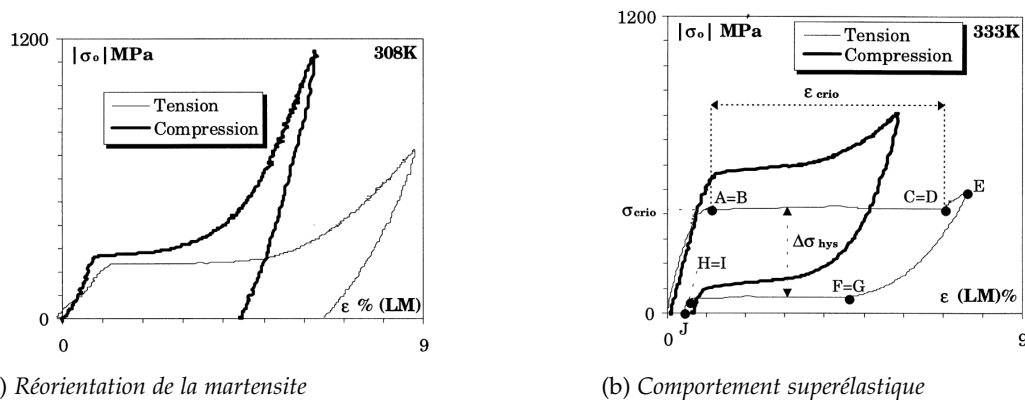 1200
|σₒ| MPa
308K
Tension
Compression
ε % (LM)
0
0
9
) Réorientation de la martensite
1200
|σₒ| MPa
333K
Tension
Compression
ε crio
A=B
C=D
E
σcrio
Δσ hys
H=I
F=G
ε (LM)%
0
J
0
9
(b) Comportement superélastique